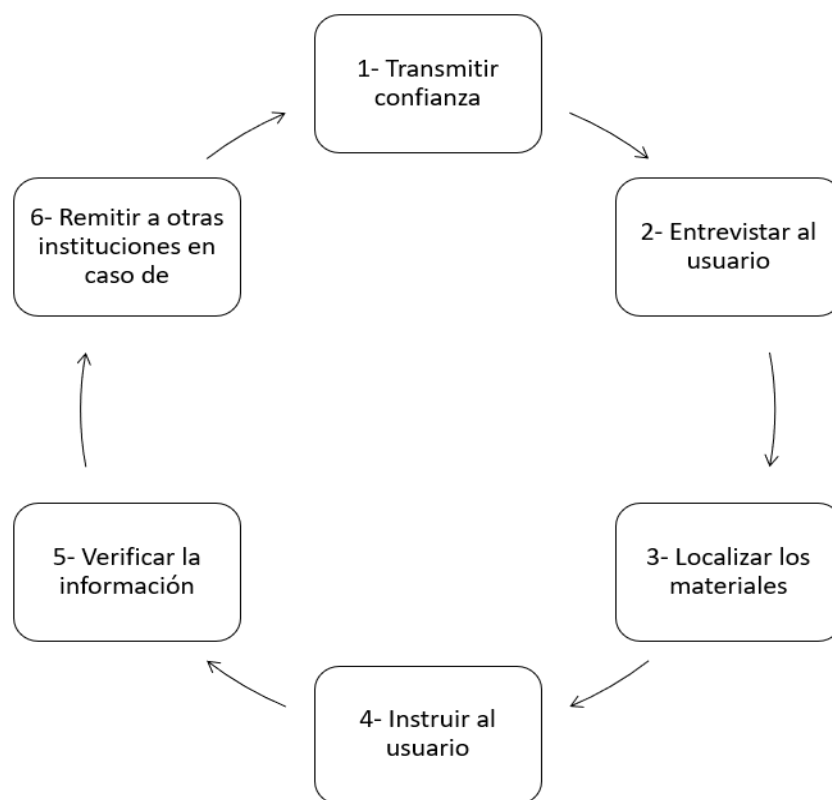 1- Transmitir
confianza
2- Entrevistar al
usuario
3- Localizar los
materiales
4- Instruir al
usuario
5- Verificar la
información
6- Remitir a otras
instituciones en
caso de